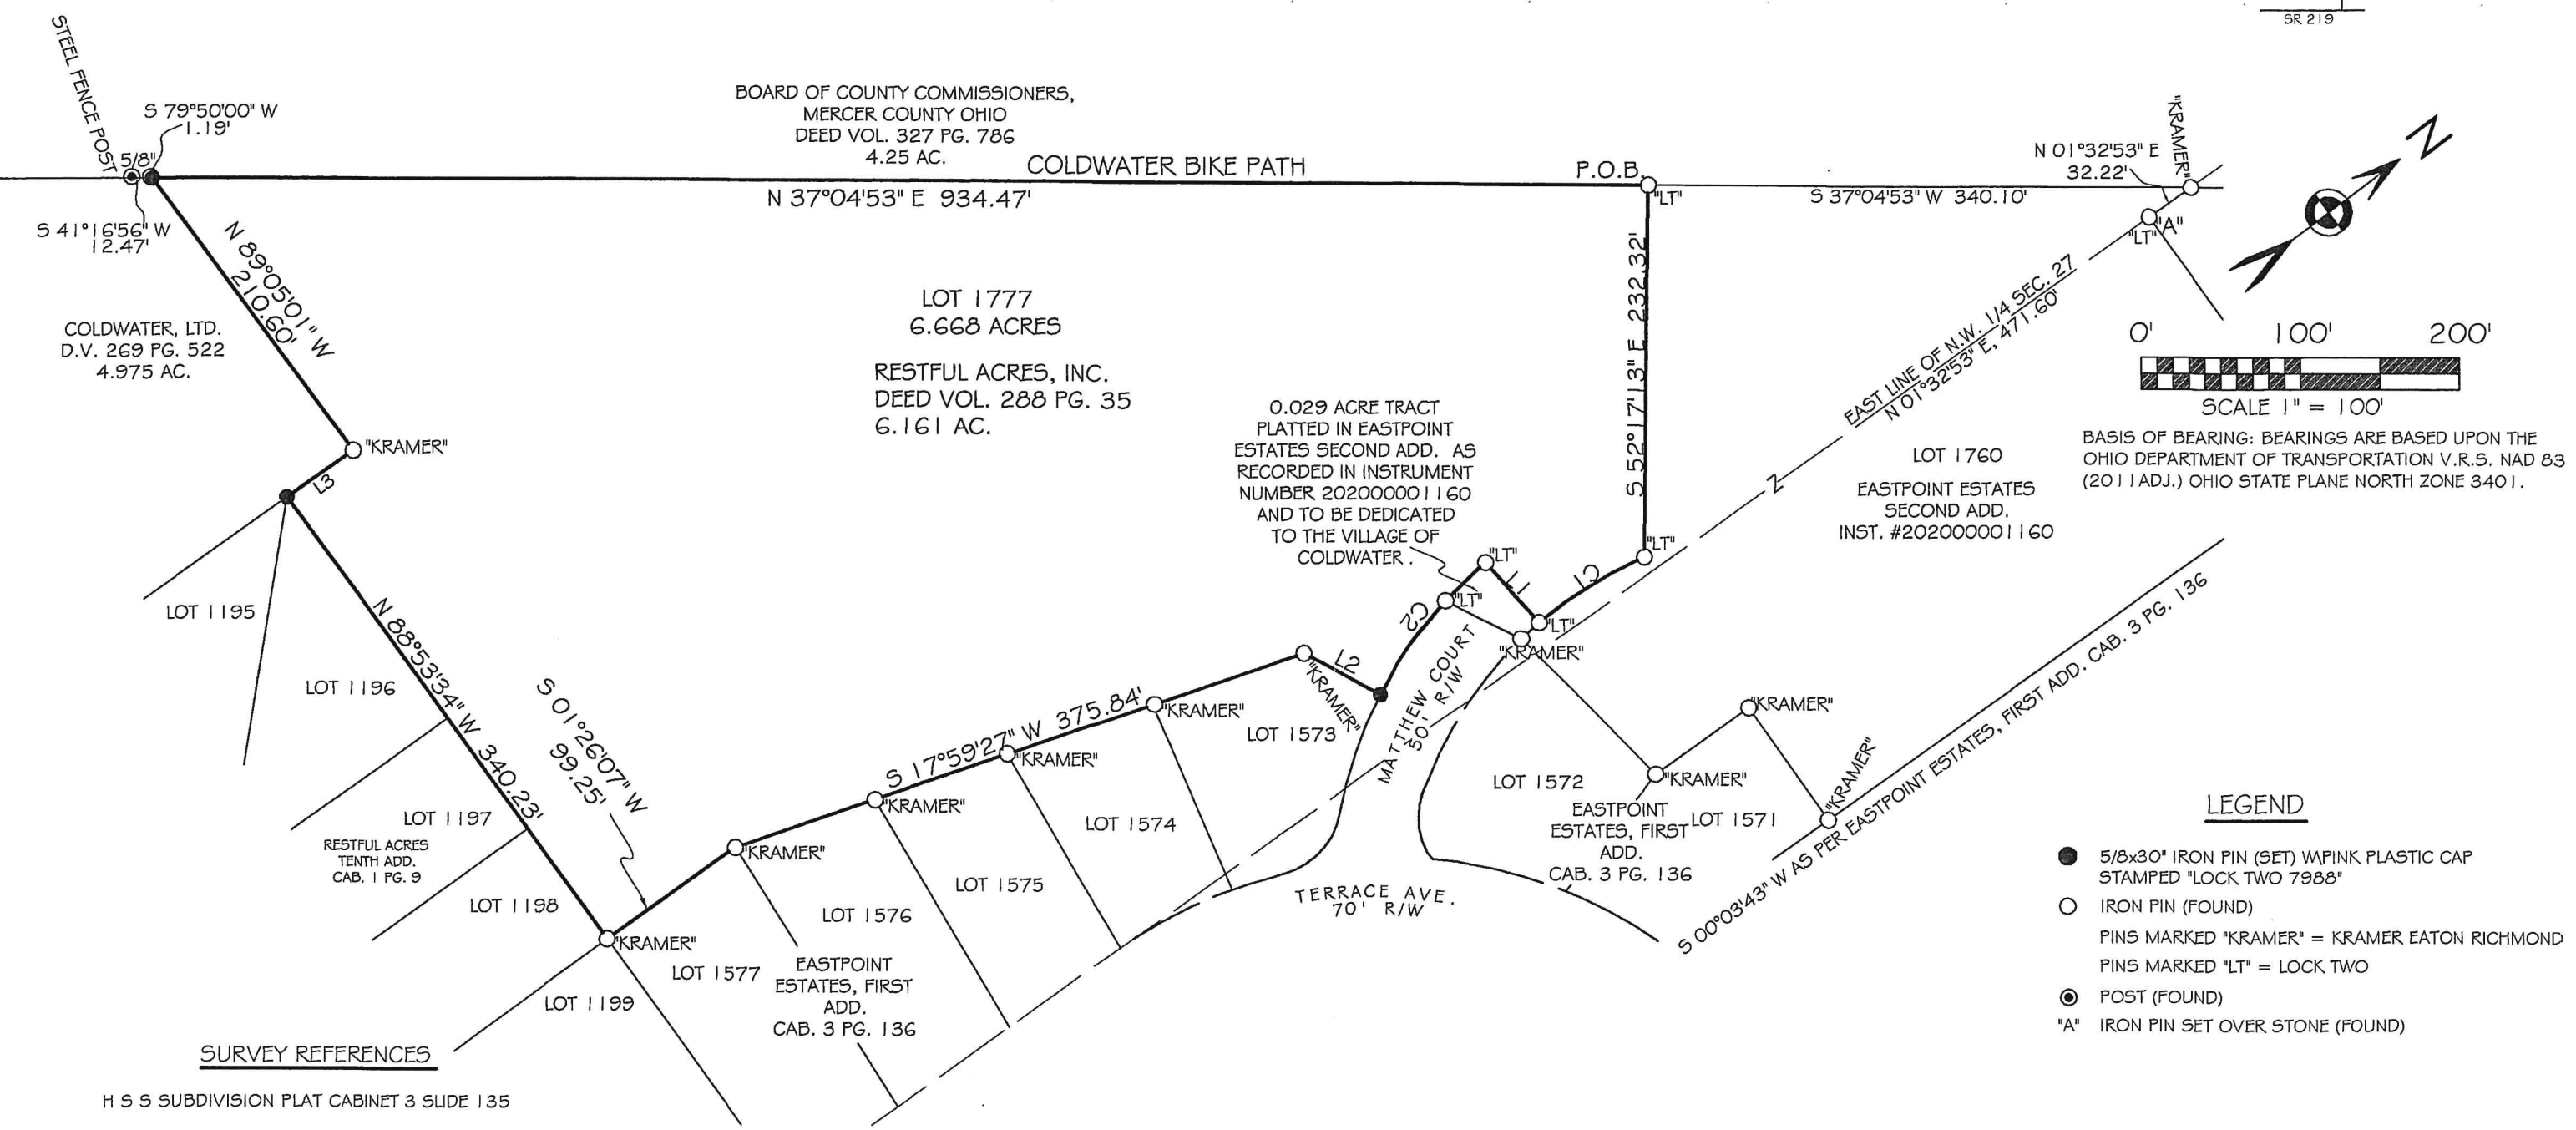 SR 219
STEEL FENCE POST
S 79°50'00" W
1.19'
5/8"
S 41°16'56" W
12.47'
BOARD OF COUNTY COMMISSIONERS,
MERCER COUNTY OHIO
DEED VOL. 327 PG. 786
4.25 AC.
COLDWATER BIKE PATH
N 37°04'53" E 934.47'
P.O.B.
"LT"
S 37°04'53" W 340.10'
N 01°32'53" E
32.22'
"KRAMER"
"LT"
"A"
N
N 89°05'01" W
210.60'
COLDWATER, LTD.
D.V. 269 PG. 522
4.975 AC.
"KRAMER"
L3
LOT 1777
6.668 ACRES
RESTFUL ACRES, INC.
DEED VOL. 288 PG. 35
6.161 AC.
S 52°17'13" E 232.32'
0.029 ACRE TRACT
PLATTED IN EASTPOINT
ESTATES SECOND ADD. AS
RECORDED IN INSTRUMENT
NUMBER 202000001160
AND TO BE DEDICATED
TO THE VILLAGE OF
COLDWATER.
EAST LINE OF N.W. 1/4 SEC. 27
N 01°32'53" E, 471.60'
Z
0' 100' 200'
SCALE 1" = 100'
BASIS OF BEARING: BEARINGS ARE BASED UPON THE
OHIO DEPARTMENT OF TRANSPORTATION V.R.S. NAD 83
(2011ADJ.) OHIO STATE PLANE NORTH ZONE 3401.
LOT 1760
EASTPOINT ESTATES
SECOND ADD.
INST. #202000001160
"LT"
C1
"LT"
L1
"LT"
"LT"
C2
L2
"KRAMER"
"KRAMER"
MATTHEW COURT
50' R/W
LOT 1195
LOT 1196
N 88°53'34" W 340.23'
LOT 1197
RESTFUL ACRES
TENTH ADD.
CAB. 1 PG. 9
LOT 1198
LOT 1199
S 01°26'07" W
99.25'
"KRAMER"
"KRAMER"
S 17°59'27" W 375.84'
"KRAMER"
"KRAMER"
"KRAMER"
LOT 1573
LOT 1574
LOT 1575
LOT 1576
LOT 1577
EASTPOINT
ESTATES, FIRST
ADD.
CAB. 3 PG. 136
TERRACE AVE.
70' R/W
LOT 1572
"KRAMER"
"KRAMER"
"KRAMER"
LOT 1571
EASTPOINT
ESTATES, FIRST
ADD.
CAB. 3 PG. 136
S 00°03'43" W AS PER EASTPOINT ESTATES, FIRST ADD. CAB. 3 PG. 136
LEGEND
5/8x30" IRON PIN (SET) W\PINK PLASTIC CAP
STAMPED "LOCK TWO 7988"
IRON PIN (FOUND)
PINS MARKED "KRAMER" = KRAMER EATON RICHMOND
PINS MARKED "LT" = LOCK TWO
POST (FOUND)
"A" IRON PIN SET OVER STONE (FOUND)
SURVEY REFERENCES
H S S SUBDIVISION PLAT CABINET 3 SLIDE 135